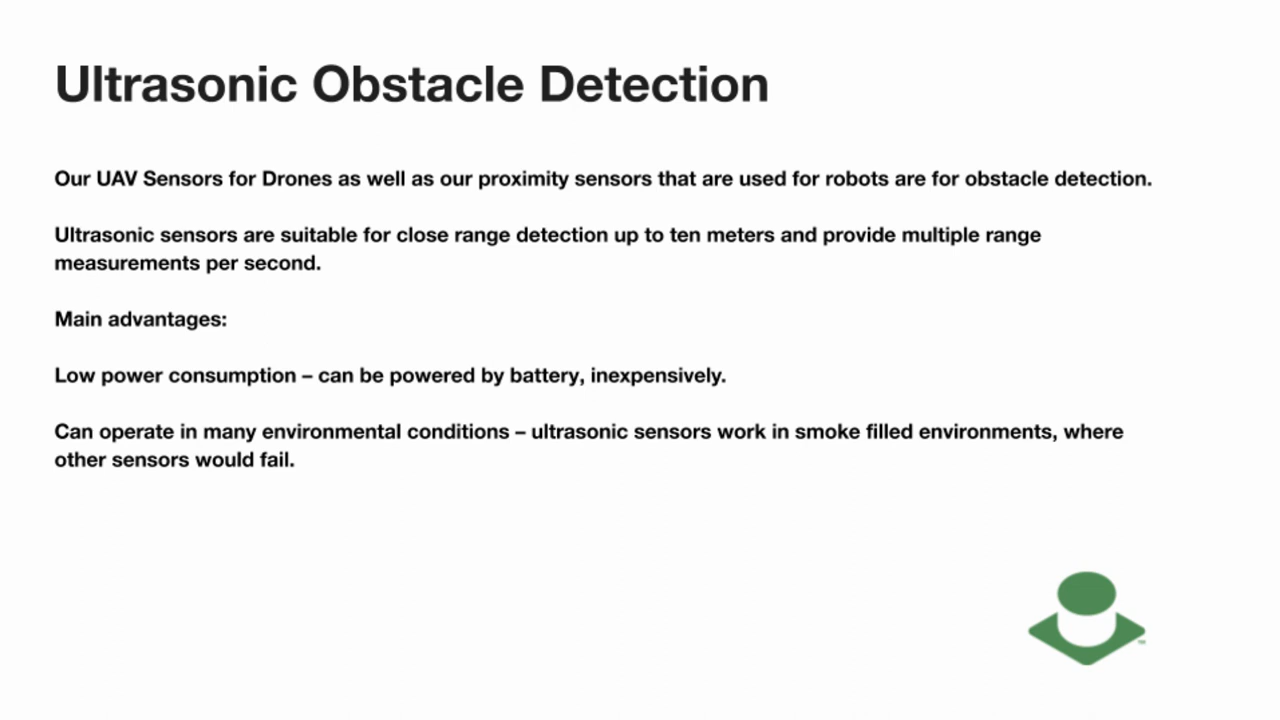 Ultrasonic Obstacle Detection
Our UAV Sensors for Drones as well as our proximity sensors that are used for robots are for obstacle detection.
Ultrasonic sensors are suitable for close range detection up to ten meters and provide multiple range
measurements per second.
Main advantages:
Low power consumption – can be powered by battery, inexpensively.
Can operate in many environmental conditions – ultrasonic sensors work in smoke filled environments, where
other sensors would fail.